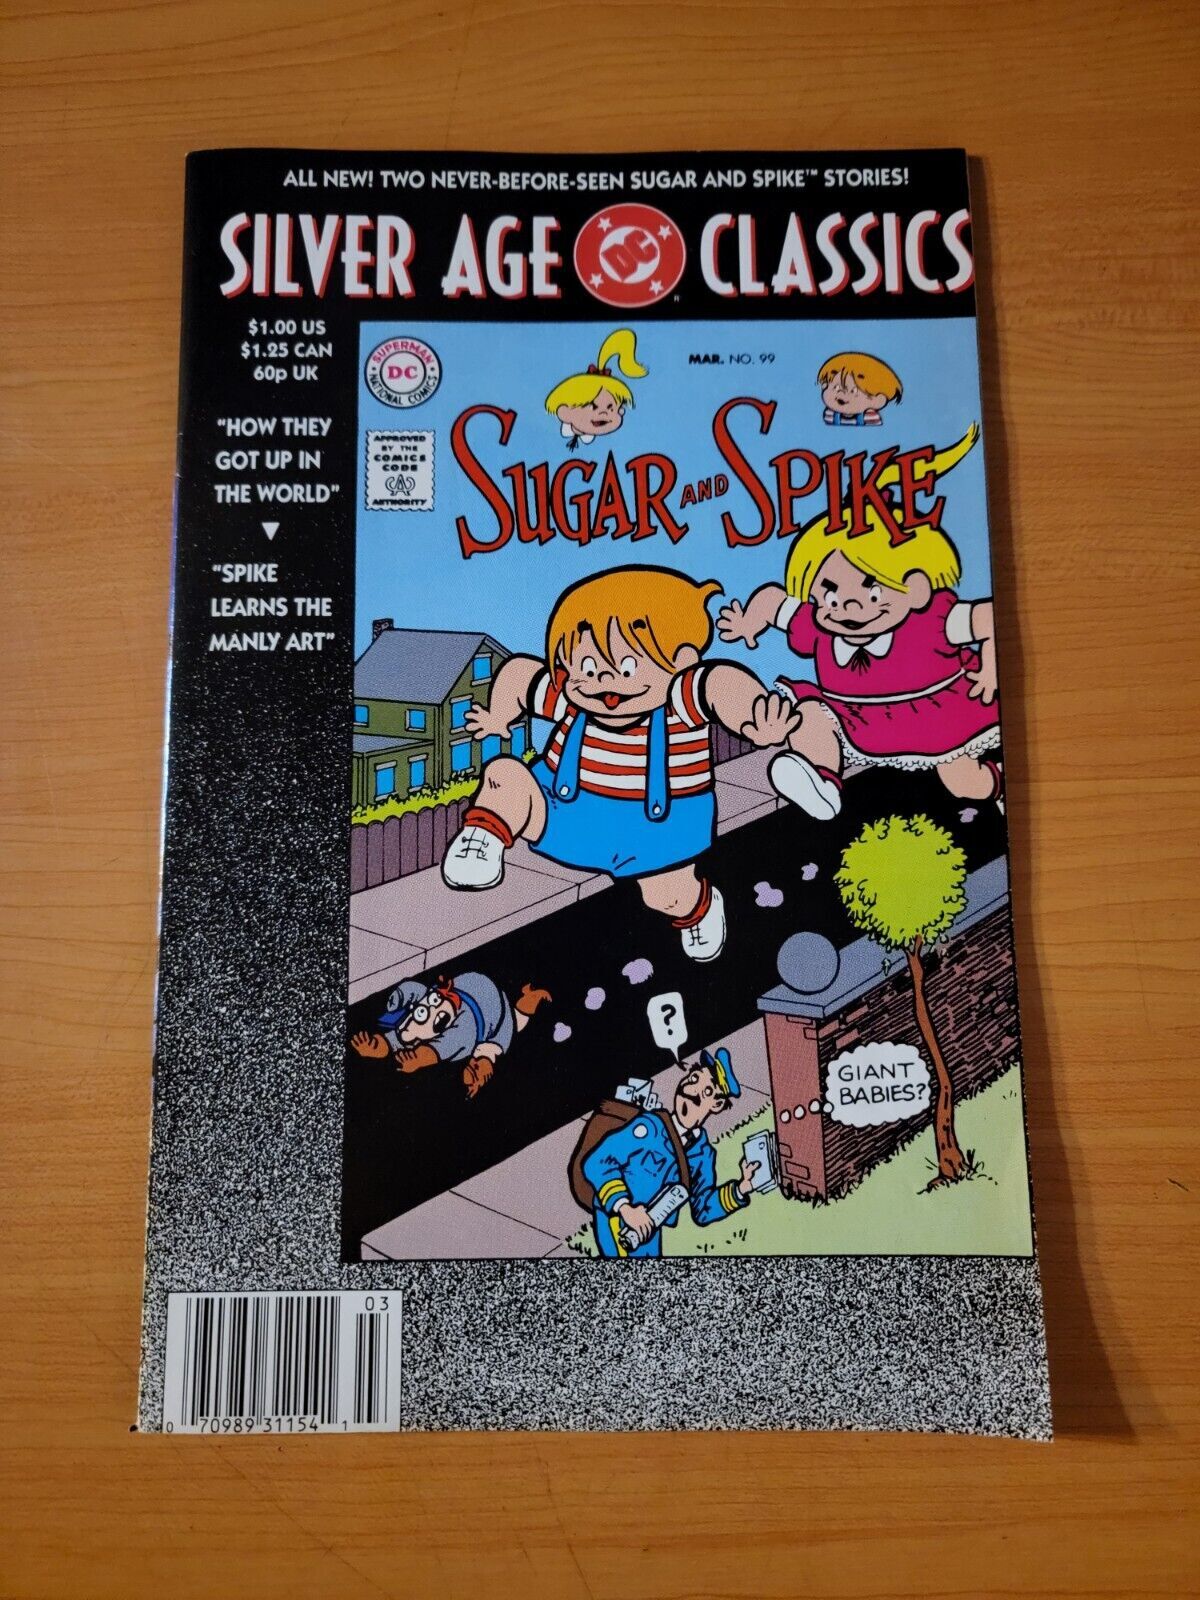 ALL NEW! TWO NEVER-BEFORE-SEEN SUGAR AND SPIKE™ STORIES!
SILVER AGE DC CLASSICS
$1.00 US
$1.25 CAN
60p UK
"HOW THEY
GOT UP IN
THE WORLD"
"SPIKE
LEARNS THE
MANLY ART"
SUPERMAN
DC
NATIONAL COMICS
MAR. NO. 99
APPROVED
BY THE
COMICS
CODE
CA
AUTHORITY
SUGAR AND SPIKE
?
GIANT
BABIES?
03
0 70989 31154 1